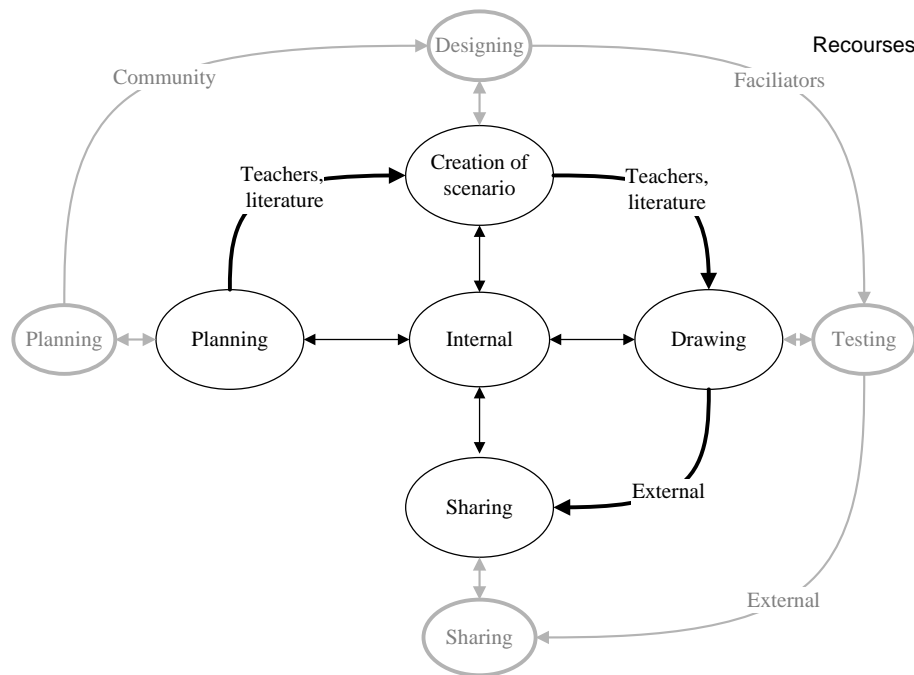 Designing
Recourses
Community
Faciliators
Creation of
scenario
Teachers,
literature
Teachers,
literature
Planning
Planning
Internal
Drawing
Testing
External
Sharing
External
Sharing